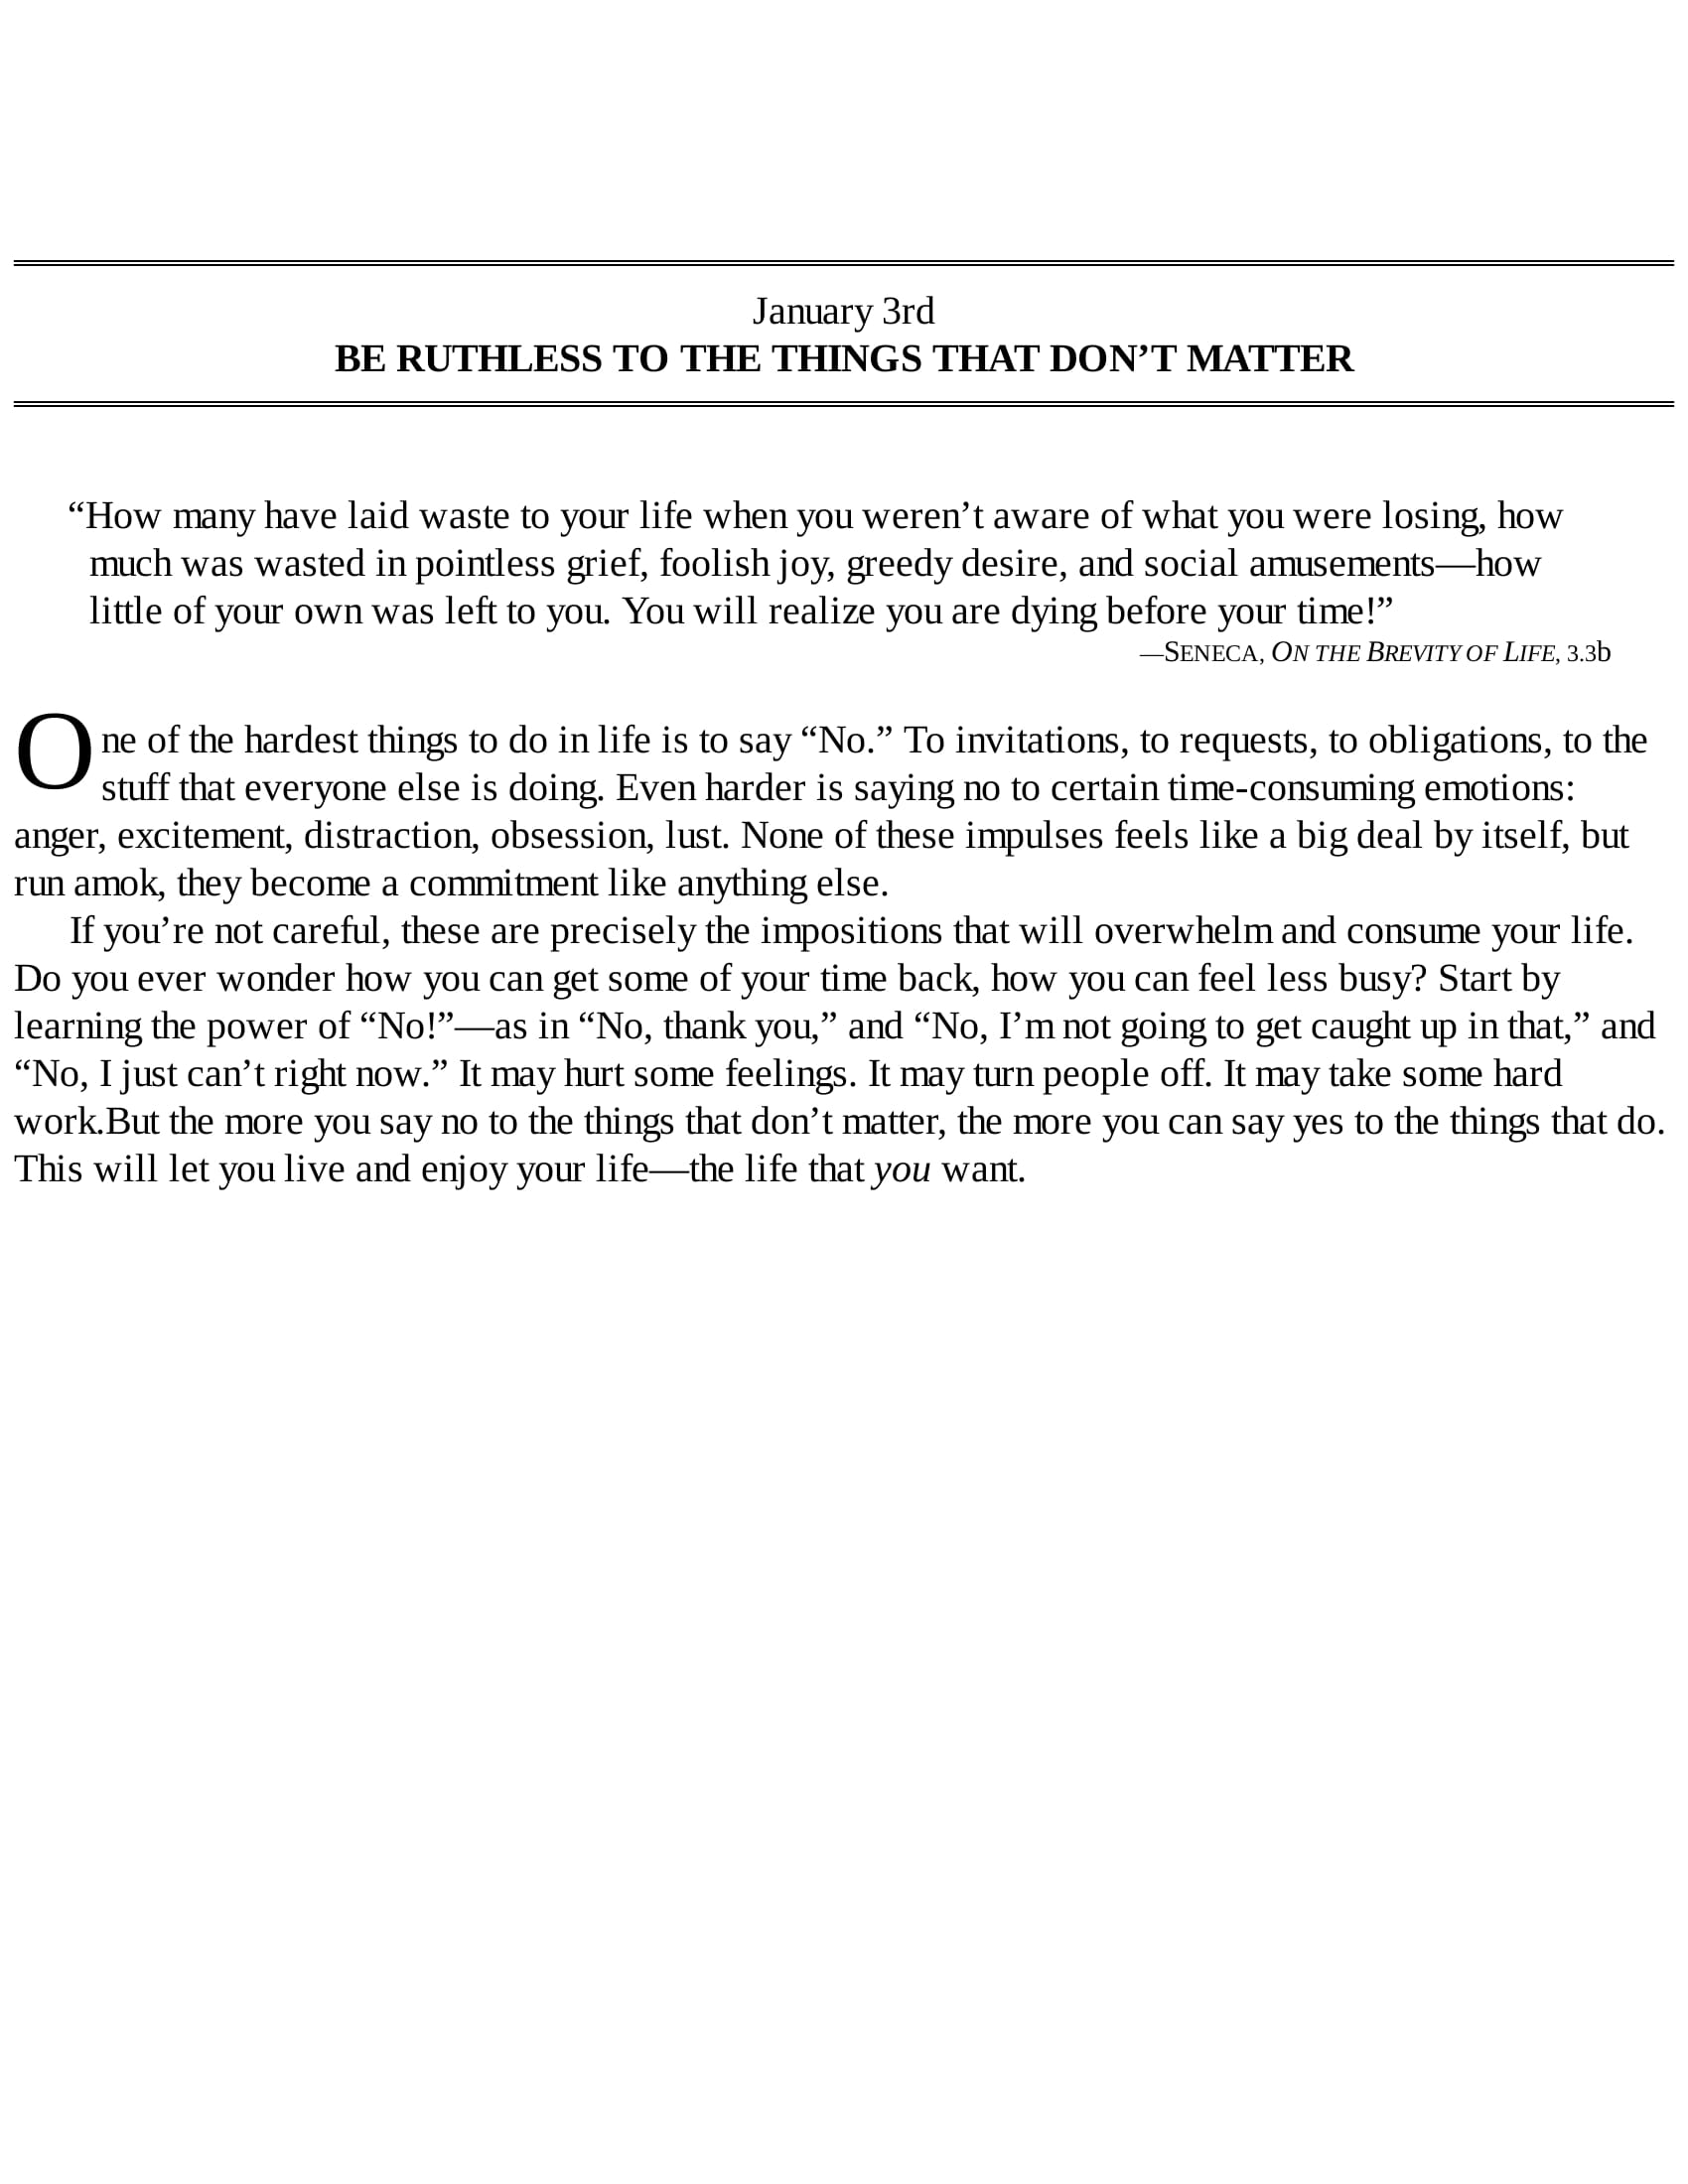 January 3rd
BE RUTHLESS TO THE THINGS THAT DON’T MATTER
“How many have laid waste to your life when you weren’t aware of what you were losing, how
much was wasted in pointless grief, foolish joy, greedy desire, and social amusements—how
little of your own was left to you. You will realize you are dying before your time!”
—SENECA, ON THE BREVITY OF LIFE, 3.3b
One of the hardest things to do in life is to say “No.” To invitations, to requests, to obligations, to the
stuff that everyone else is doing. Even harder is saying no to certain time-consuming emotions:
anger, excitement, distraction, obsession, lust. None of these impulses feels like a big deal by itself, but
run amok, they become a commitment like anything else.
If you’re not careful, these are precisely the impositions that will overwhelm and consume your life.
Do you ever wonder how you can get some of your time back, how you can feel less busy? Start by
learning the power of “No!”—as in “No, thank you,” and “No, I’m not going to get caught up in that,” and
“No, I just can’t right now.” It may hurt some feelings. It may turn people off. It may take some hard
work.But the more you say no to the things that don’t matter, the more you can say yes to the things that do.
This will let you live and enjoy your life—the life that you want.